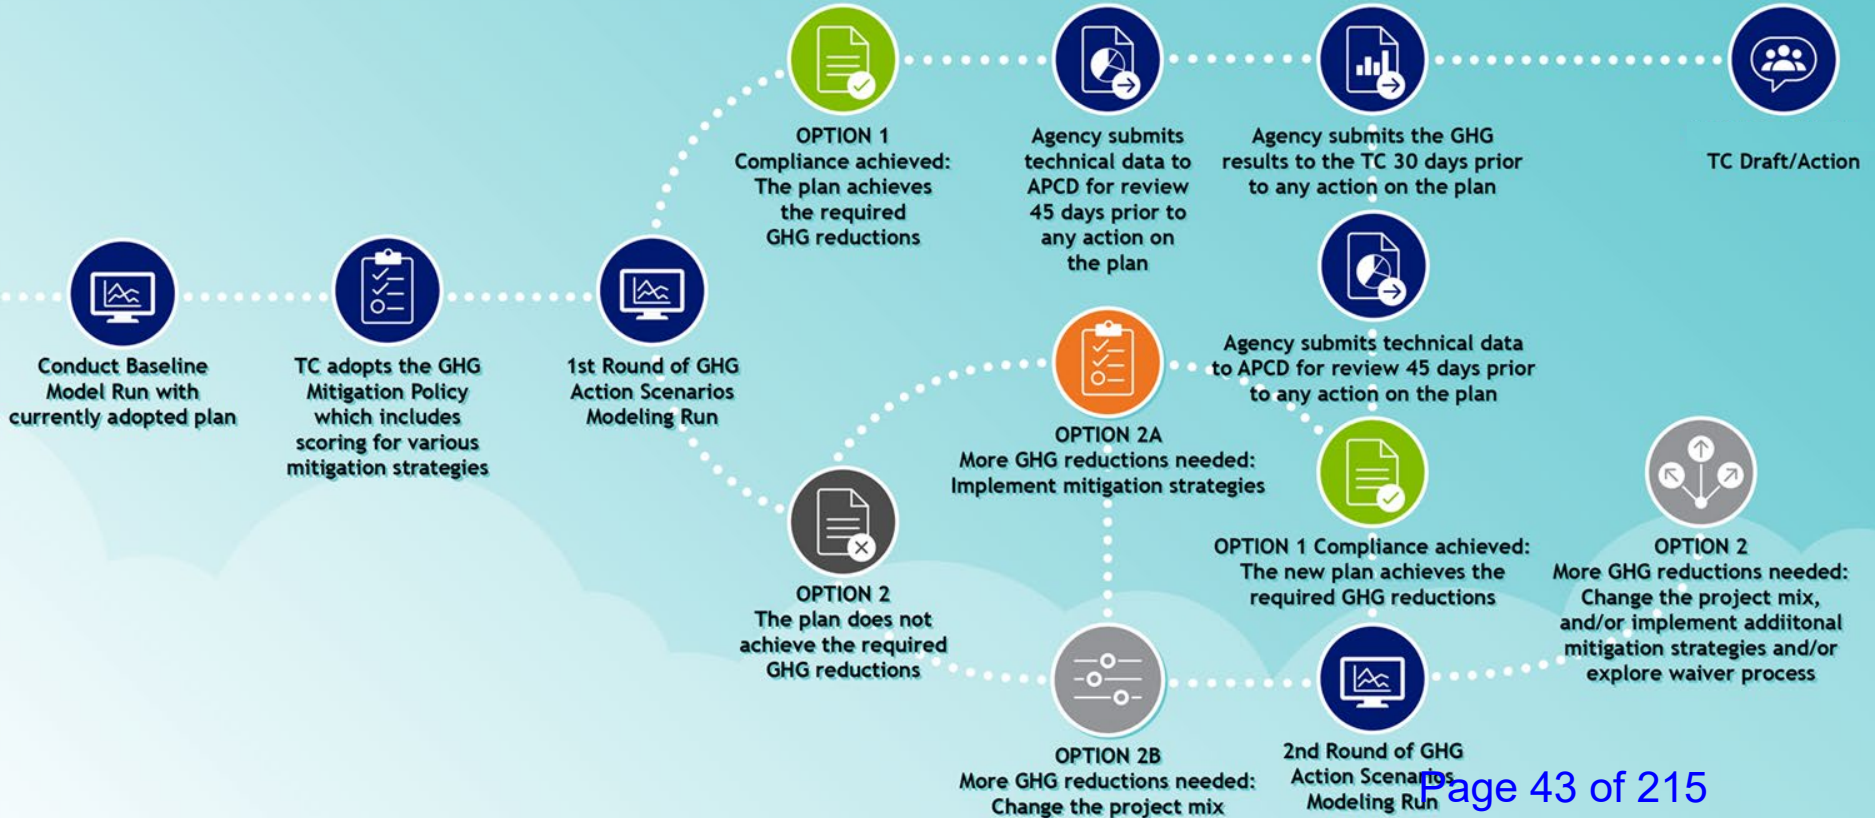 OPTION 1
Compliance achieved:
The plan achieves
the required
GHG reductions
Agency submits
technical data to
APCD for review
45 days prior to
any action on
the plan
Agency submits the GHG
results to the TC 30 days prior
to any action on the plan
TC Draft/Action
Conduct Baseline
Model Run with
currently adopted plan
TC adopts the GHG
Mitigation Policy
which includes
scoring for various
mitigation strategies
1st Round of GHG
Action Scenarios
Modeling Run
Agency submits technical data
to APCD for review 45 days prior
to any action on the plan
OPTION 2A
More GHG reductions needed:
Implement mitigation strategies
OPTION 2
The plan does not
achieve the required
GHG reductions
OPTION 1 Compliance achieved:
The new plan achieves the
required GHG reductions
OPTION 2
More GHG reductions needed:
Change the project mix,
and/or implement addiitonal
mitigation strategies and/or
explore waiver process
OPTION 2B
More GHG reductions needed:
Change the project mix
2nd Round of GHG
Action Scenarios
Modeling Run
Page 43 of 215